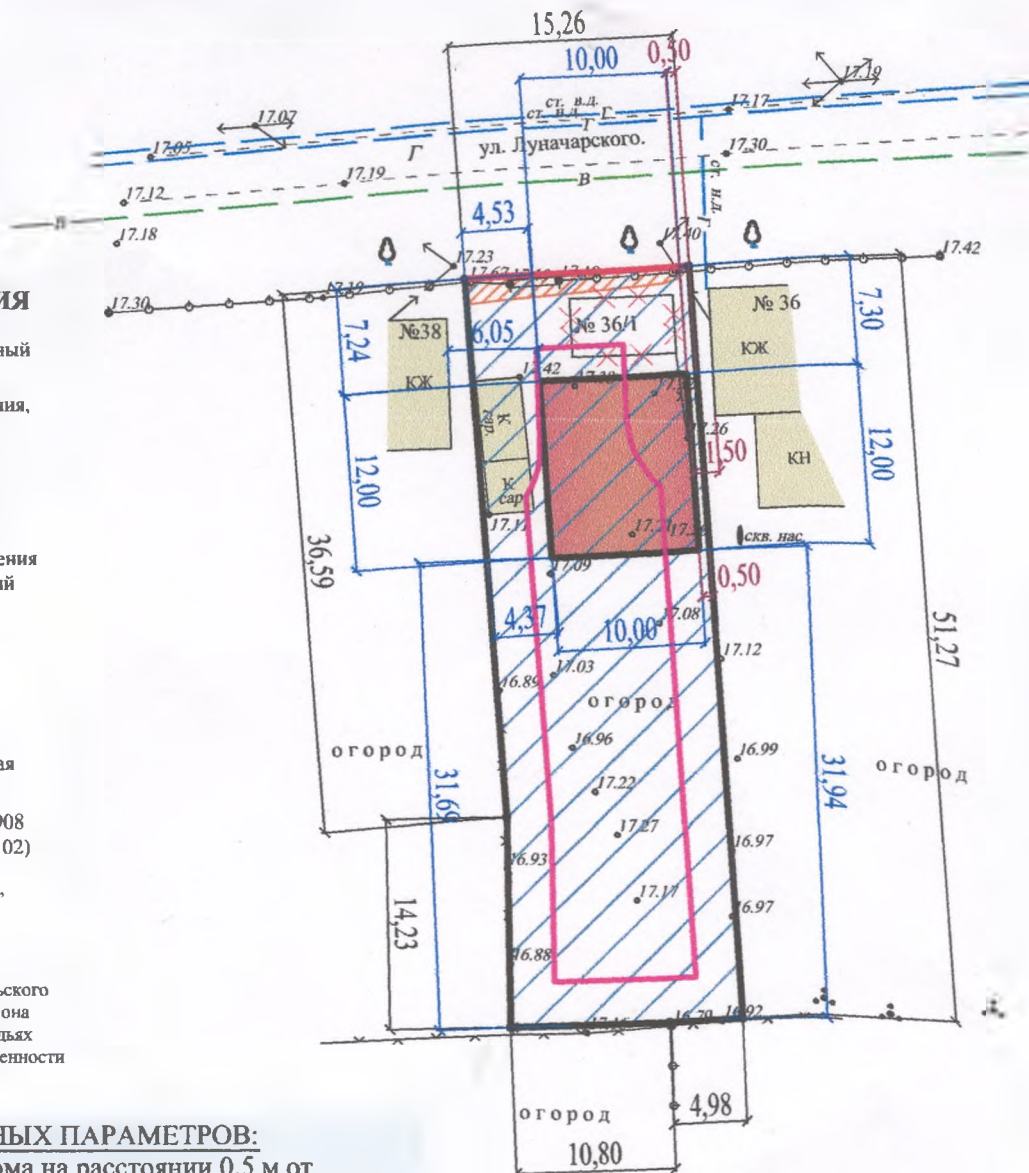 15,26
10,00
0,50
17.19
17.07
ст. в.д.
17.17
ст. н.д. Г
Г
17.05
Г
ул. Луначарского.
17.30
17.19
В
ст. н.д.
Г
17.12
В
17.18
4,53
17.40
17.42
17.23
17.67
17.19
17.30
№38
6,05
№ 36/1
№ 36
7,24
7,30
КЖ
КЖ
К
гар.
17.26
1,50
КН
12,00
12,00
К
сар.
17.11
скв. нас.
36,59
17.09
0,50
4,37
10,00
17.08
51,27
17.12
17.03
16.89
огород
16.96
16.99
огород
огород
31,69
17.22
31,94
17.27
16.97
16.93
14,23
17.17
16.97
16.88
16.92
16.79
огород
4,98
10,80
ИЯ
ный
ния,
ения
ий
ая
908
02)
,
ьского
она
дьях
енности
НЫХ ПАРАМЕТРОВ:
ома на расстоянии 0,5 м от